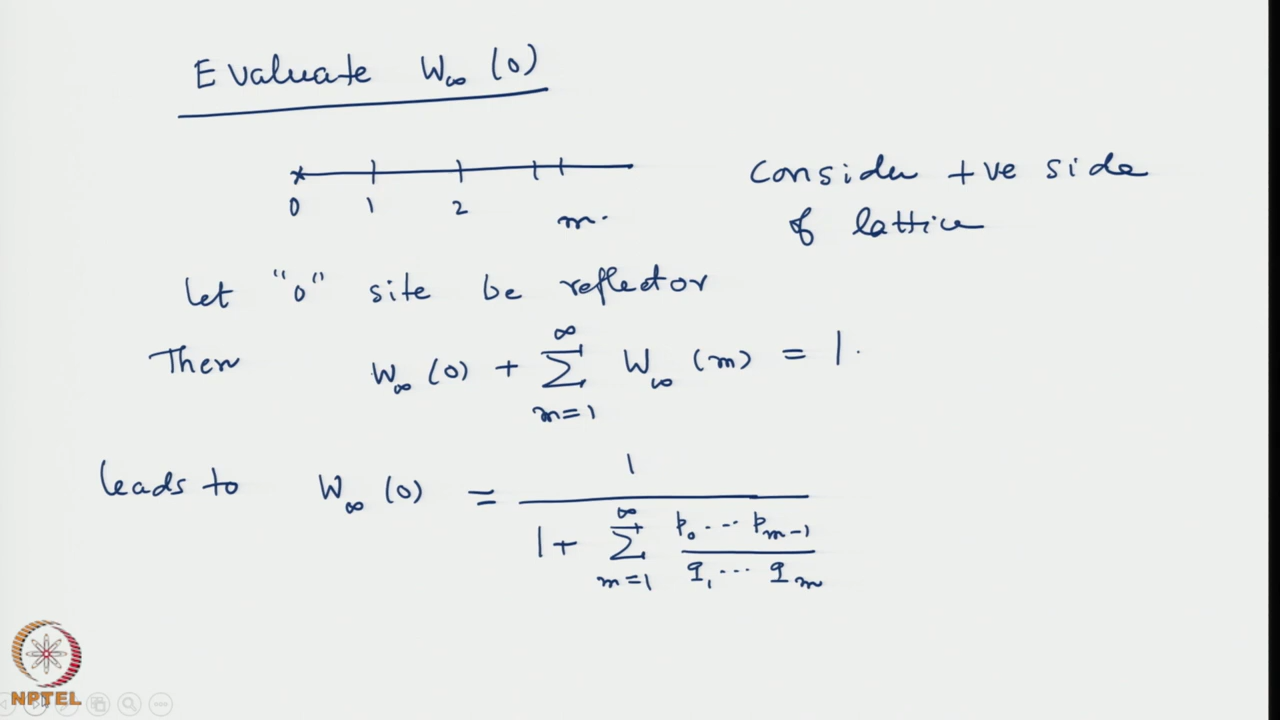 Evaluate W∞ (0)
0 1 2 m.
Consider +ve side
of lattice
Let "0" site be reflector
Then W∞ (0) + ∞∑m=1 W∞ (m) = 1.
leads to W∞ (0) = 1 / (1 + ∞∑m=1 (p0 ... pm-1) / (q1 ... qm))
NPTEL